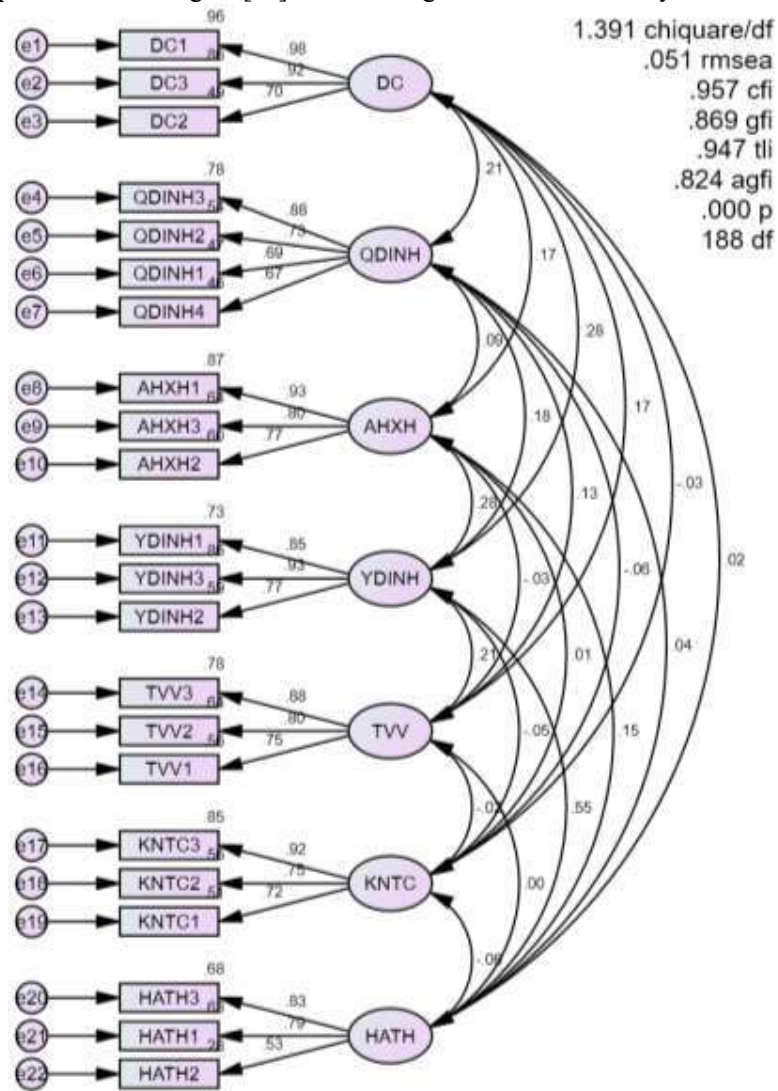 1.391 chiquare/df
.051 rmsea
.957 cfi
.869 gfi
.947 tli
.824 agfi
.000 p
188 df
.96
e1 DC1 .98
e2 DC3 .92
e3 DC2 .70
DC
.21
.78
e4 QDINH3 .88
e5 QDINH2 .73
e6 QDINH1 .69
e7 QDINH4 .67
QDINH
.17
.09
.28
.87
e8 AHXH1 .93
e9 AHXH3 .80
e10 AHXH2 .77
AHXH
.17
.18
.28
.13
-.03
.73
e11 YDINH1 .85
e12 YDINH3 .93
e13 YDINH2 .77
YDINH
-.03
-.06
02
.21
.01
.04
.78
e14 TVV3 .88
e15 TVV2 .80
e16 TVV1 .75
TVV
-.05
.15
.55
.85
e17 KNTC3 .92
e18 KNTC2 .75
e19 KNTC1 .72
KNTC
.00
.68
e20 HATH3 .83
e21 HATH1 .79
e22 HATH2 .53
HATH